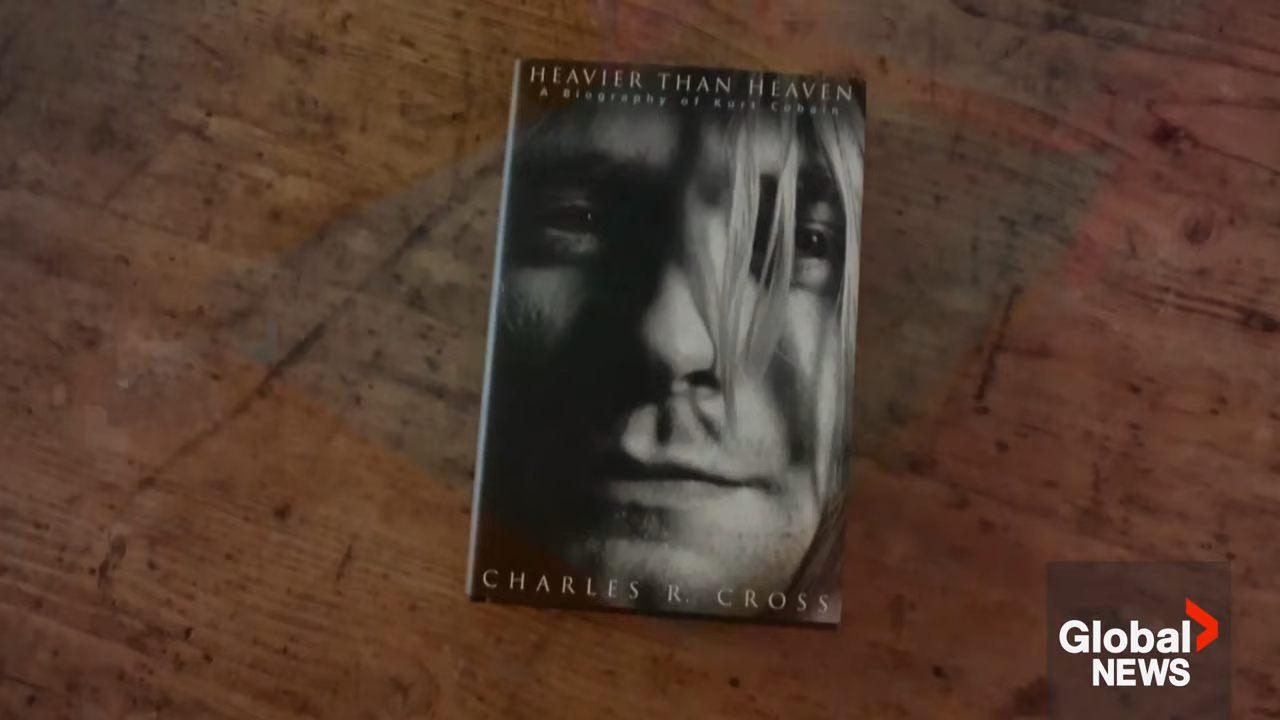 HEAVIER THAN HEAVEN
A Biography of Kurt Cobain
CHARLES R. CROSS
Global
NEWS